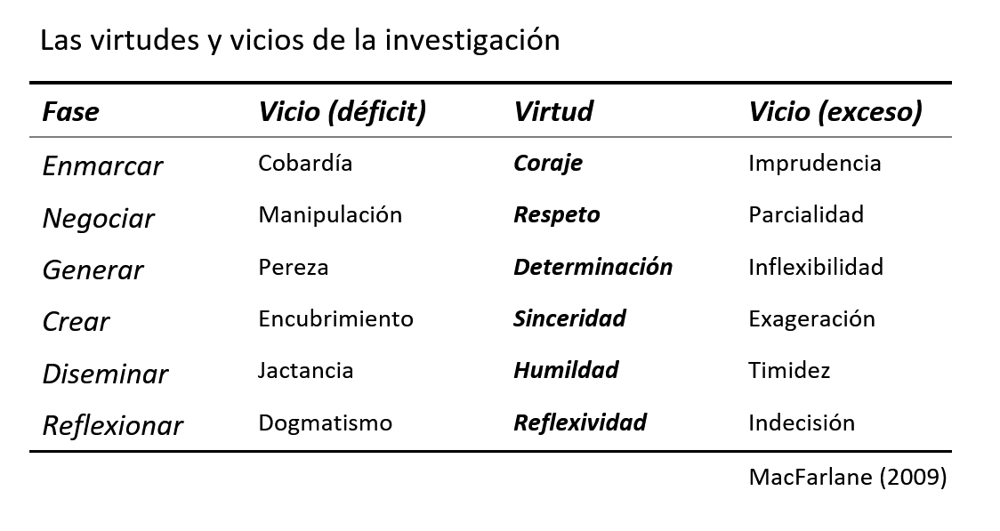 Las virtudes y vicios de la investigación
Fase Vicio (déficit) Virtud Vicio (exceso)
Enmarcar Cobardía Coraje Imprudencia
Negociar Manipulación Respeto Parcialidad
Generar Pereza Determinación Inflexibilidad
Crear Encubrimiento Sinceridad Exageración
Diseminar Jactancia Humildad Timidez
Reflexionar Dogmatismo Reflexividad Indecisión
MacFarlane (2009)